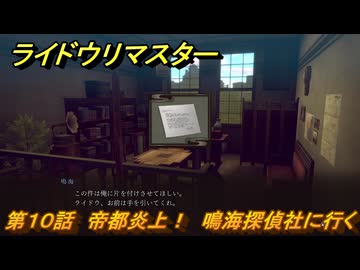 ライドウリマスター
鳴海
この件は俺に片を付けさせてほしい。
ライドウ、お前は手を引いてくれ。
第10話 帝都炎上! 鳴海探偵社に行く